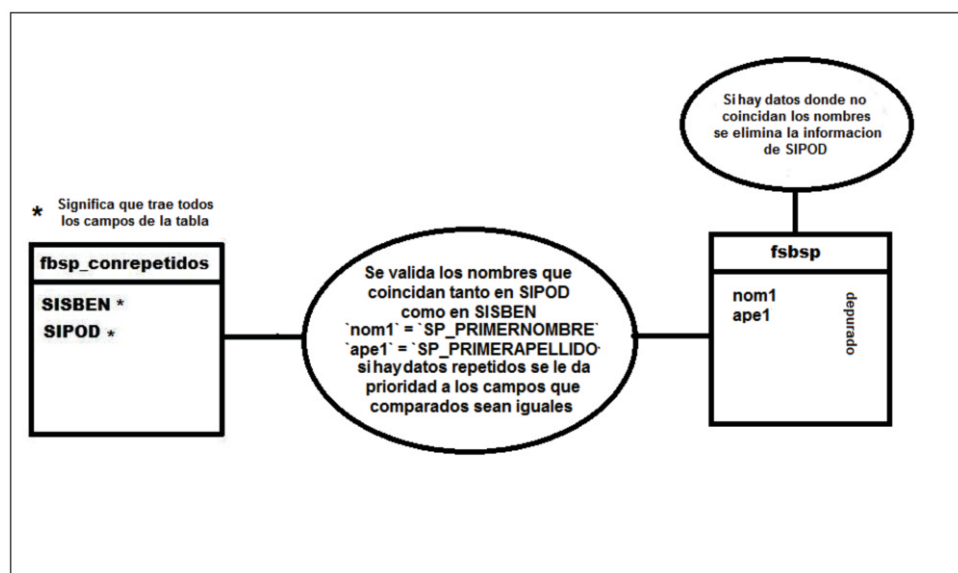 Si hay datos donde no
coincidan los nombres
se elimina la informacion
de SIPOD
* Significa que trae todos
los campos de la tabla
fbsp_conrepetidos
SISBEN *
SIPOD *
Se valida los nombres que
coincidan tanto en SIPOD
como en SISBEN
`nom1` = `SP_PRIMERNOMBRE`
`ape1` = `SP_PRIMERAPELLIDO·
si hay datos repetidos se le da
prioridad a los campos que
comparados sean iguales
fsbsp
nom1
ape1
depurado